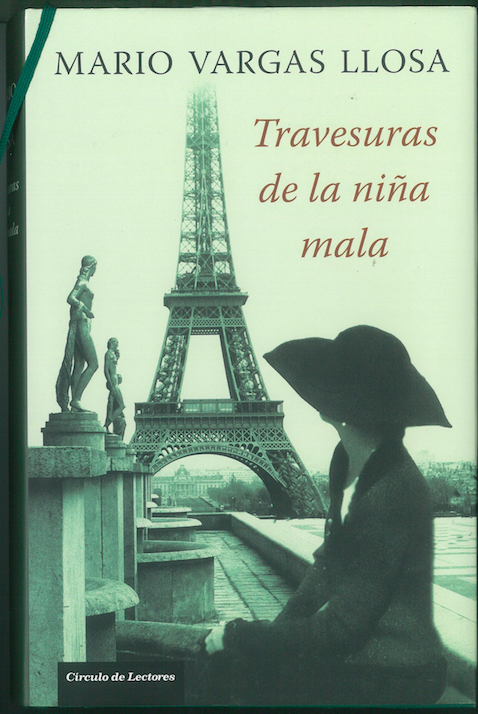 MARIO VARGAS LLOSA
Travesuras
de la niña
mala
Círculo de Lectores